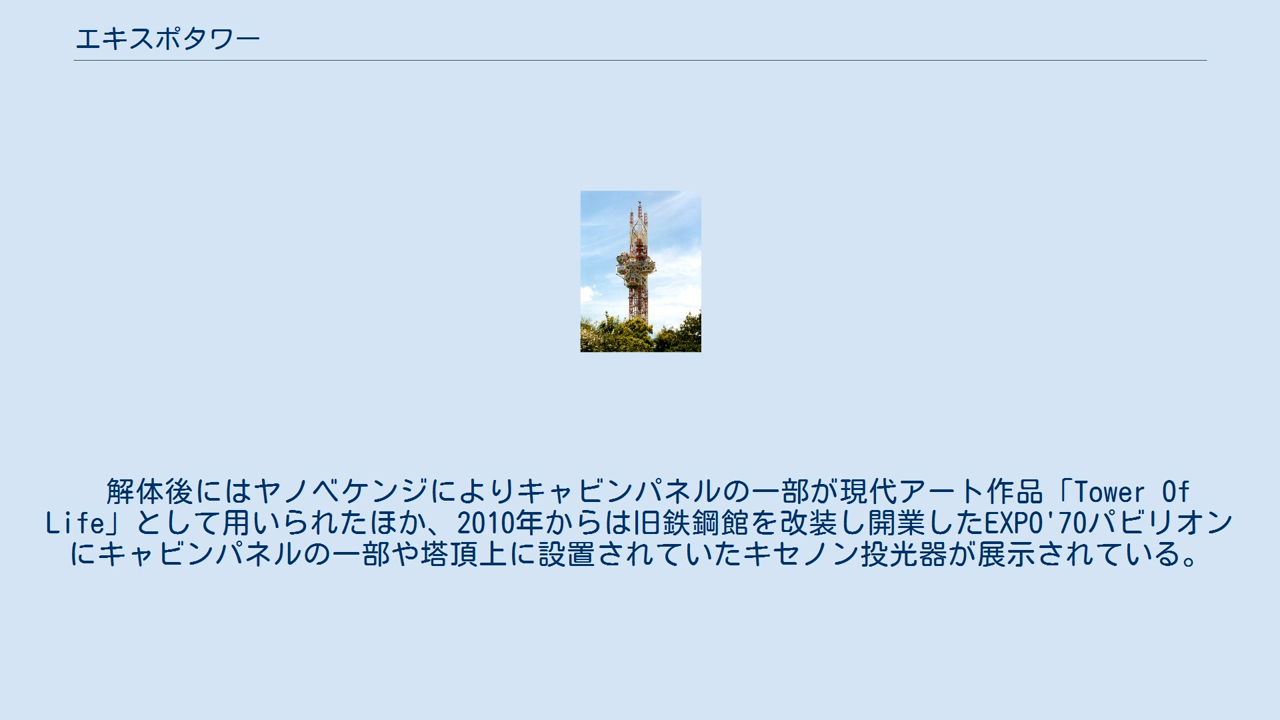 エキスポタワー
解体後にはヤノベケンジによりキャビンパネルの一部が現代アート作品「Tower Of
Life」として用いられたほか、2010年からは旧鉄鋼館を改装し開業したEXPO'70パビリオン
にキャビンパネルの一部や塔頂上に設置されていたキセノン投光器が展示されている。